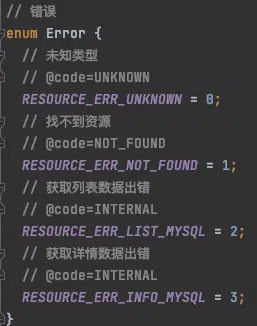 // 错误
enum Error {
// 未知类型
// @code=UNKNOWN
RESOURCE_ERR_UNKNOWN = 0;
// 找不到资源
// @code=NOT_FOUND
RESOURCE_ERR_NOT_FOUND = 1;
// 获取列表数据出错
// @code=INTERNAL
RESOURCE_ERR_LIST_MYSQL = 2;
// 获取详情数据出错
// @code=INTERNAL
RESOURCE_ERR_INFO_MYSQL = 3;
}